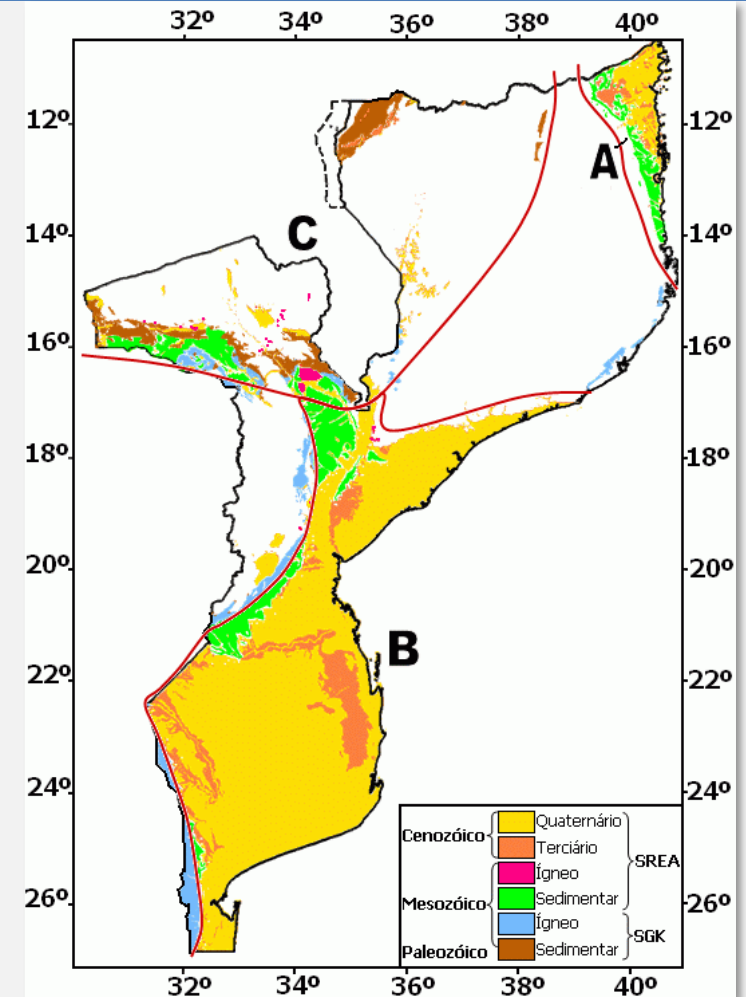 32º 34º 36º 38º 40º
12º 12º
A
14º 14º
C
16º 16º
18º 18º
20º 20º
B
22º 22º
24º 24º
Cenozóico Quaternário
Terciário
SREA
Ígneo
Mesozóico Sedimentar
26º 26º
Ígneo
SGK
Paleozóico Sedimentar
32º 34º 36º 38º 40º